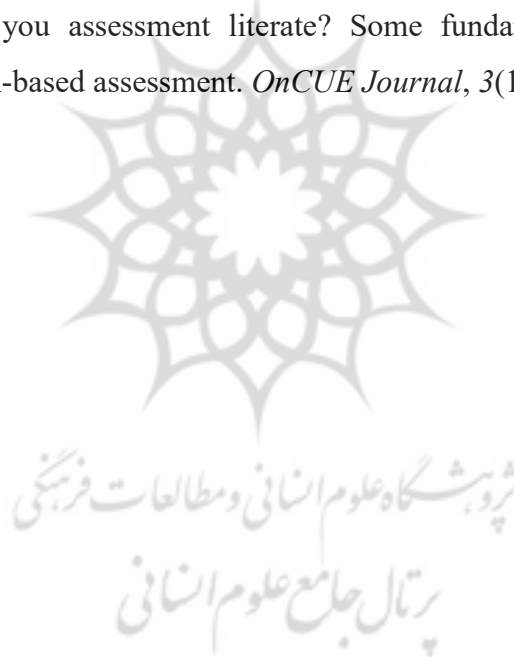 you assessment literate? Some funda
-based assessment. OnCUE Journal, 3(1
پژوهشگاه علوم انسانی و مطالعات فرهنگی
پرتال جامع علوم انسانی